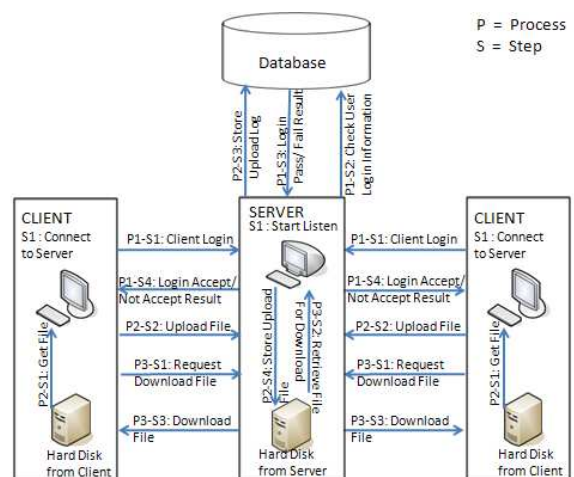 P = Process
S = Step
Database
P2-S3: Store
Upload Log
P1-S3: Login
Pass/ Fail Result
P1-S2: Check User
Login Information
CLIENT
S1 : Connect
to Server
P2-S1: Get File
Hard Disk
from Client
P1-S1: Client Login
P1-S4: Login Accept/
Not Accept Result
P2-S2: Upload File
P3-S1: Request
Download File
P3-S3: Download
File
SERVER
S1 : Start Listen
P2-S4: Store Upload
File
P3-S2: Retrieve File
For Download
Hard Disk
from Server
P1-S1: Client Login
P1-S4: Login Accept/
Not Accept Result
P2-S2: Upload File
P3-S1: Request
Download File
P3-S3: Download
File
CLIENT
S1 : Connect
to Server
P2-S1: Get File
Hard Disk
from Client